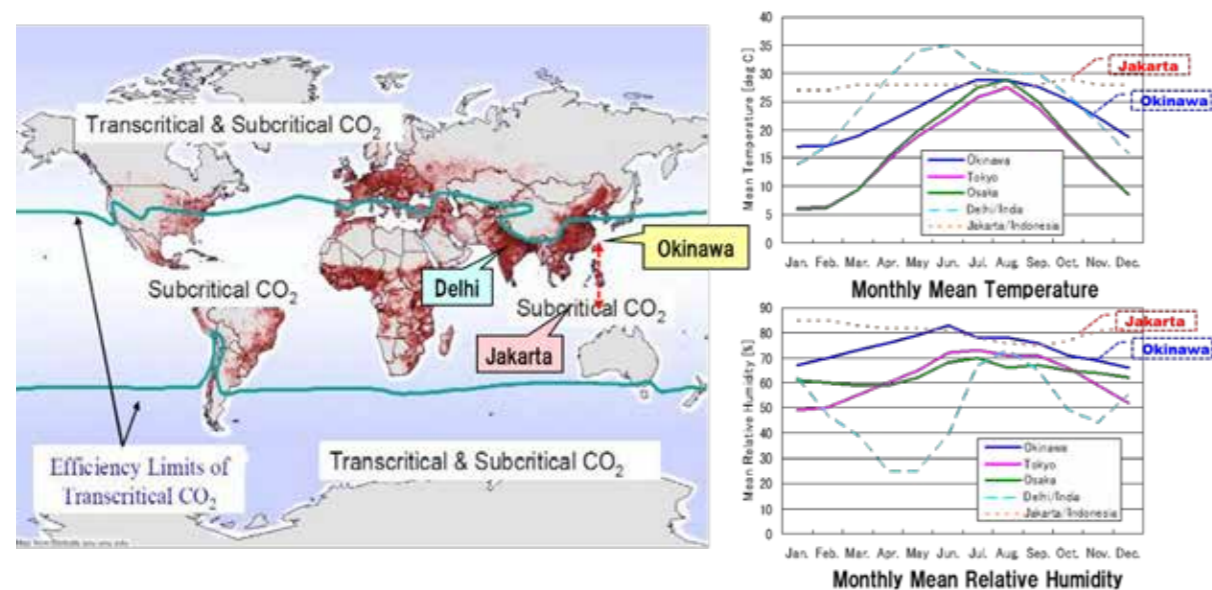 Transcritical & Subcritical CO2
Subcritical CO2
Delhi
Okinawa
Subcritical CO2
Jakarta
Efficiency Limits of
Transcritical CO2
Transcritical & Subcritical CO2
Mean Temperature [deg C]
40
35
30
25
20
15
10
5
0
Jakarta
Okinawa
Okinawa
Tokyo
Osaka
Delhi/Inda
Jakarta/Indonesia
Jan. Feb. Mar. Apr. May Jun. Jul. Aug. Sep. Oct. Nov. Dec.
Monthly Mean Temperature
Mean Relative Humidity [%]
90
80
70
60
50
40
30
20
10
0
Jakarta
Okinawa
Okinawa
Tokyo
Osaka
Delhi/Inda
Jakarta/Indonesia
Jan. Feb. Mar. Apr. May Jun. Jul. Aug. Sep. Oct. Nov. Dec.
Monthly Mean Relative Humidity